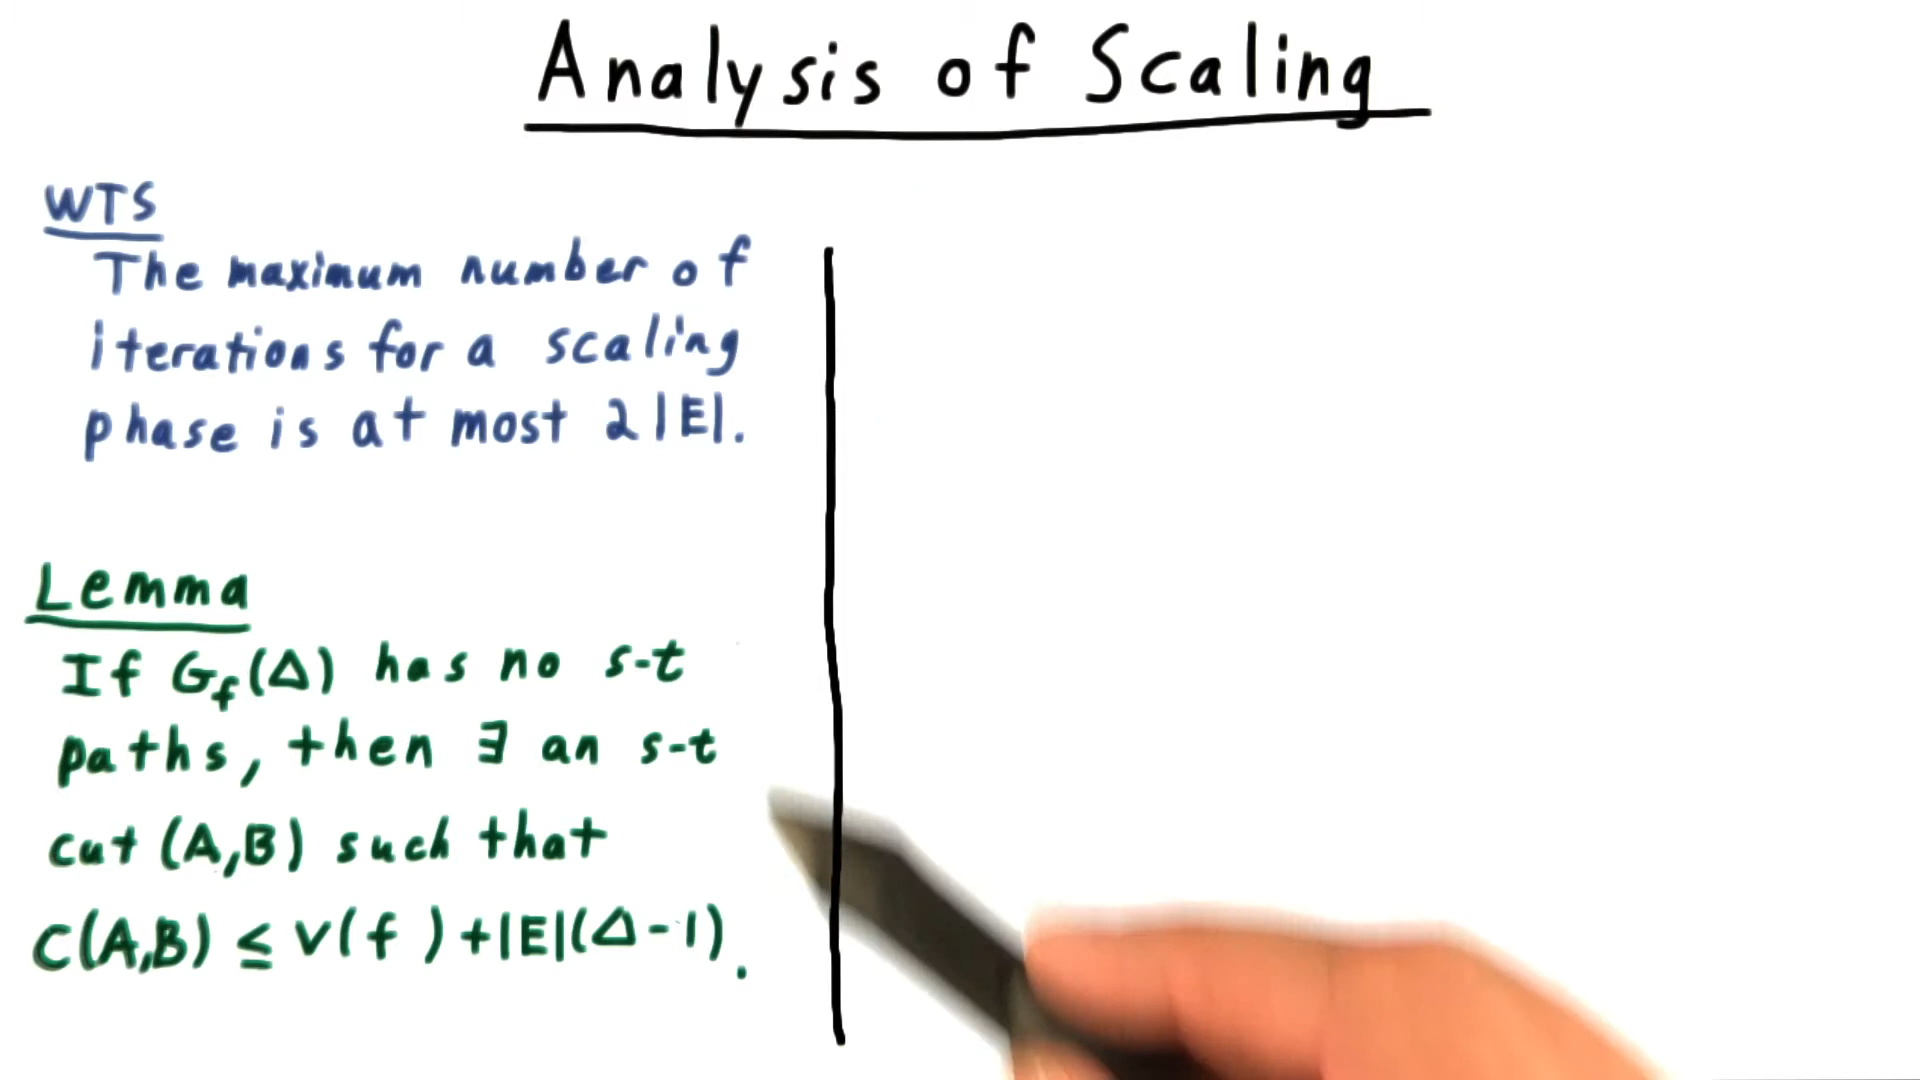 Analysis of Scaling
WTS
The maximum number of
iterations for a scaling
phase is at most 2|E|.
Lemma
If G_f(Δ) has no s-t
paths, then ∃ an s-t
cut (A,B) such that
C(A,B) ≤ v(f) + |E|(Δ-1).